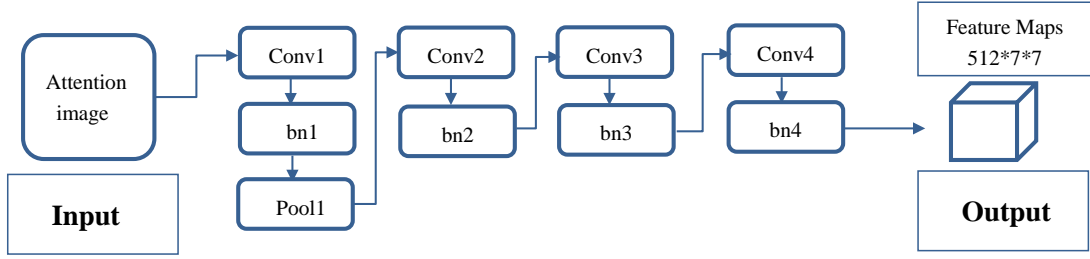 Attention
image
Input
Conv1
bn1
Pool1
Conv2
bn2
Conv3
bn3
Conv4
bn4
Feature Maps
512*7*7
Output